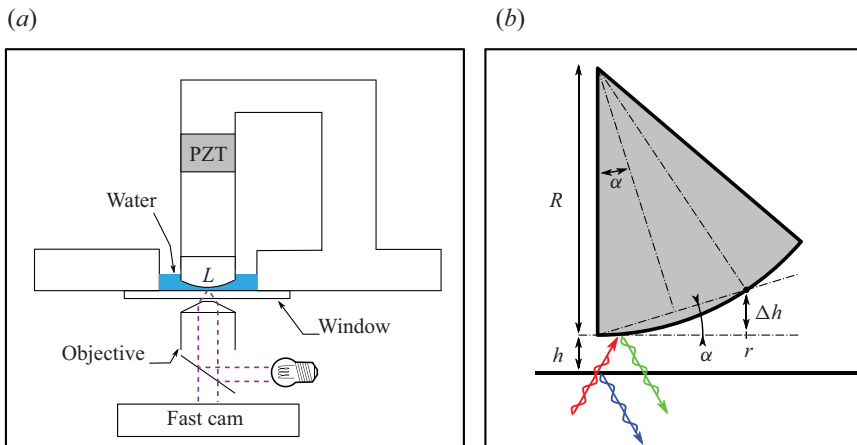 (a)
PZT
Water
L
Window
Objective
Fast cam
(b)
α
R
Δh
h
α
r